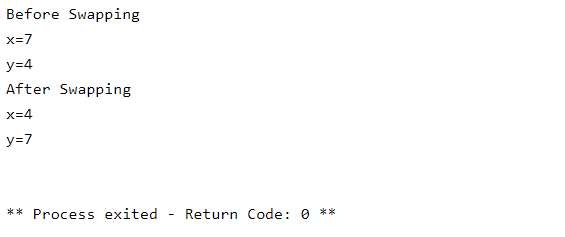 Before Swapping
x=7
y=4
After Swapping
x=4
y=7
** Process exited - Return Code: 0 **